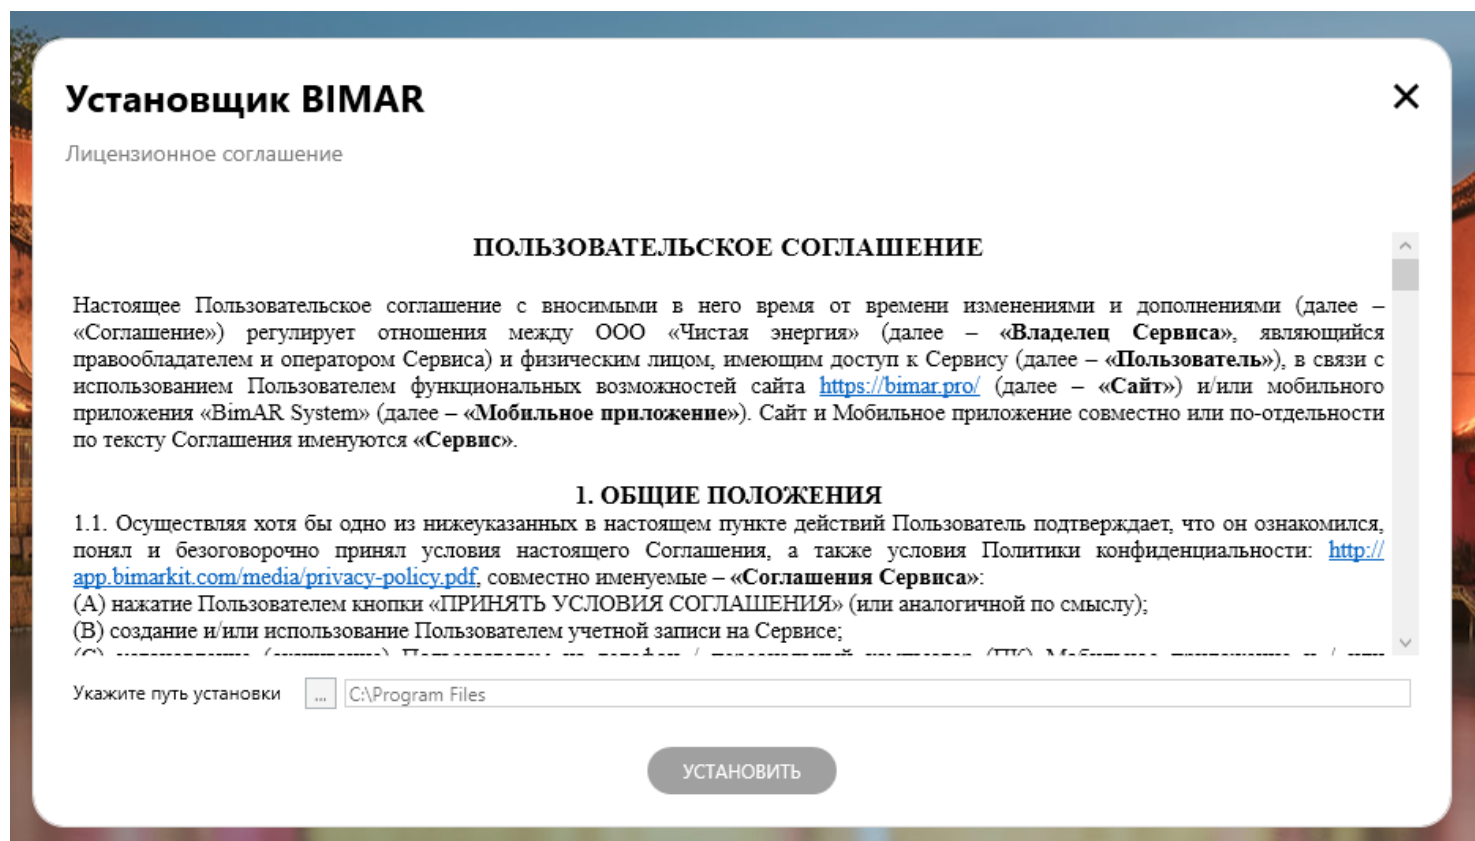 Установщик BIMAR
Лицензионное соглашение
ПОЛЬЗОВАТЕЛЬСКОЕ СОГЛАШЕНИЕ
Настоящее Пользовательское соглашение с вносимыми в него время от времени изменениями и дополнениями (далее –
«Соглашение») регулирует отношения между ООО «Чистая энергия» (далее – «Владелец Сервиса», являющийся
правообладателем и оператором Сервиса) и физическим лицом, имеющим доступ к Сервису (далее – «Пользователь»), в связи с
использованием Пользователем функциональных возможностей сайта https://bimar.pro/ (далее – «Сайт») и/или мобильного
приложения «BimAR System» (далее – «Мобильное приложение»). Сайт и Мобильное приложение совместно или по-отдельности
по тексту Соглашения именуются «Сервис».
1. ОБЩИЕ ПОЛОЖЕНИЯ
1.1. Осуществляя хотя бы одно из нижеуказанных в настоящем пункте действий Пользователь подтверждает, что он ознакомился,
понял и безоговорочно принял условия настоящего Соглашения, а также условия Политики конфиденциальности: http://
app.bimarkit.com/media/privacy-policy.pdf, совместно именуемые – «Соглашения Сервиса»:
(А) нажатие Пользователем кнопки «ПРИНЯТЬ УСЛОВИЯ СОГЛАШЕНИЯ» (или аналогичной по смыслу);
(B) создание и/или использование Пользователем учетной записи на Сервисе;
Укажите путь установки ... C:\Program Files
УСТАНОВИТЬ